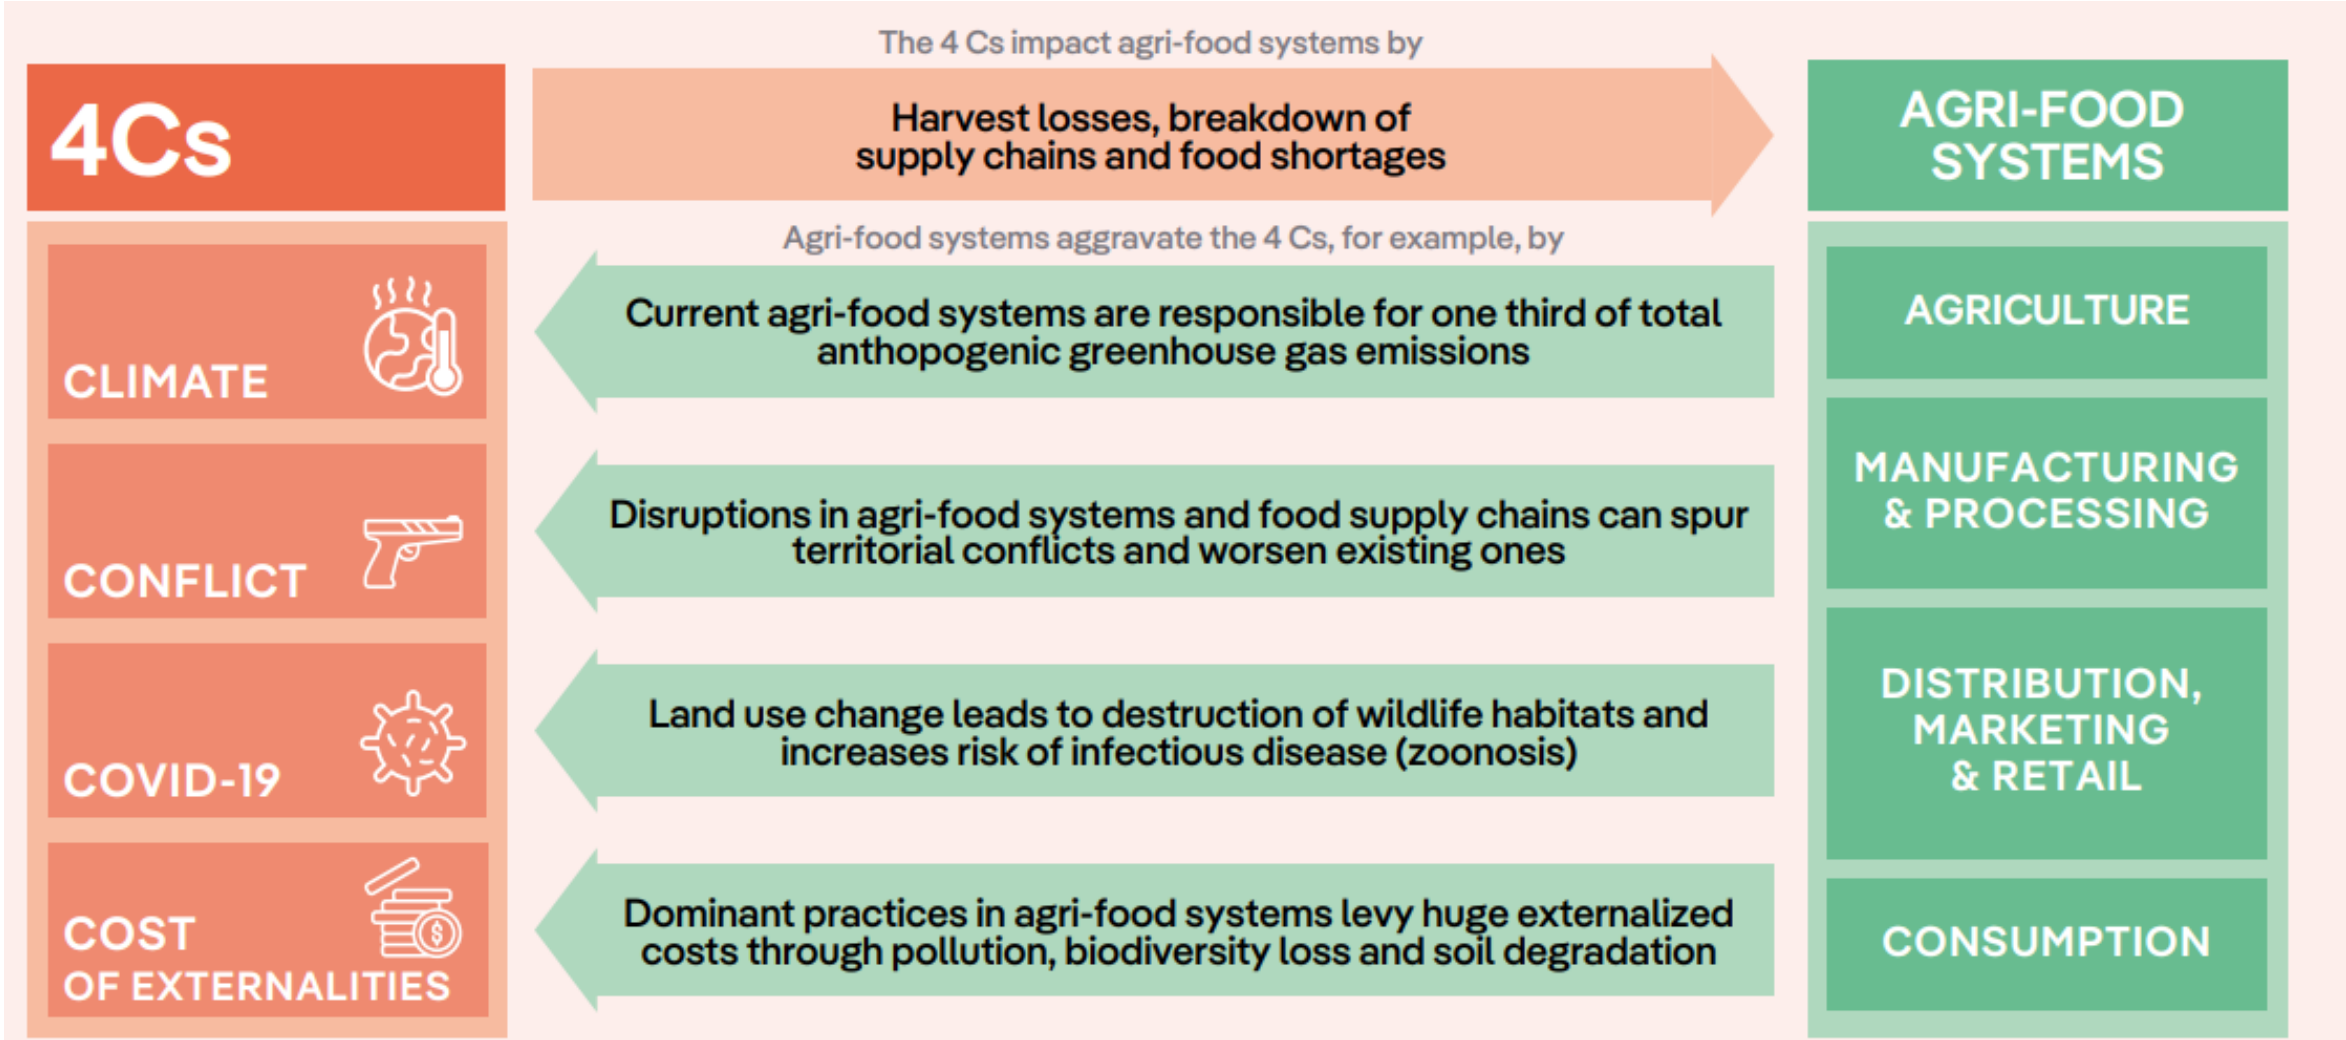 The 4 Cs impact agri-food systems by
4Cs
Harvest losses, breakdown of
supply chains and food shortages
AGRI-FOOD
SYSTEMS
Agri-food systems aggravate the 4 Cs, for example, by
CLIMATE
Current agri-food systems are responsible for one third of total
anthopogenic greenhouse gas emissions
AGRICULTURE
CONFLICT
Disruptions in agri-food systems and food supply chains can spur
territorial conflicts and worsen existing ones
MANUFACTURING
& PROCESSING
COVID-19
Land use change leads to destruction of wildlife habitats and
increases risk of infectious disease (zoonosis)
DISTRIBUTION,
MARKETING
& RETAIL
COST
OF EXTERNALITIES
$
Dominant practices in agri-food systems levy huge externalized
costs through pollution, biodiversity loss and soil degradation
CONSUMPTION